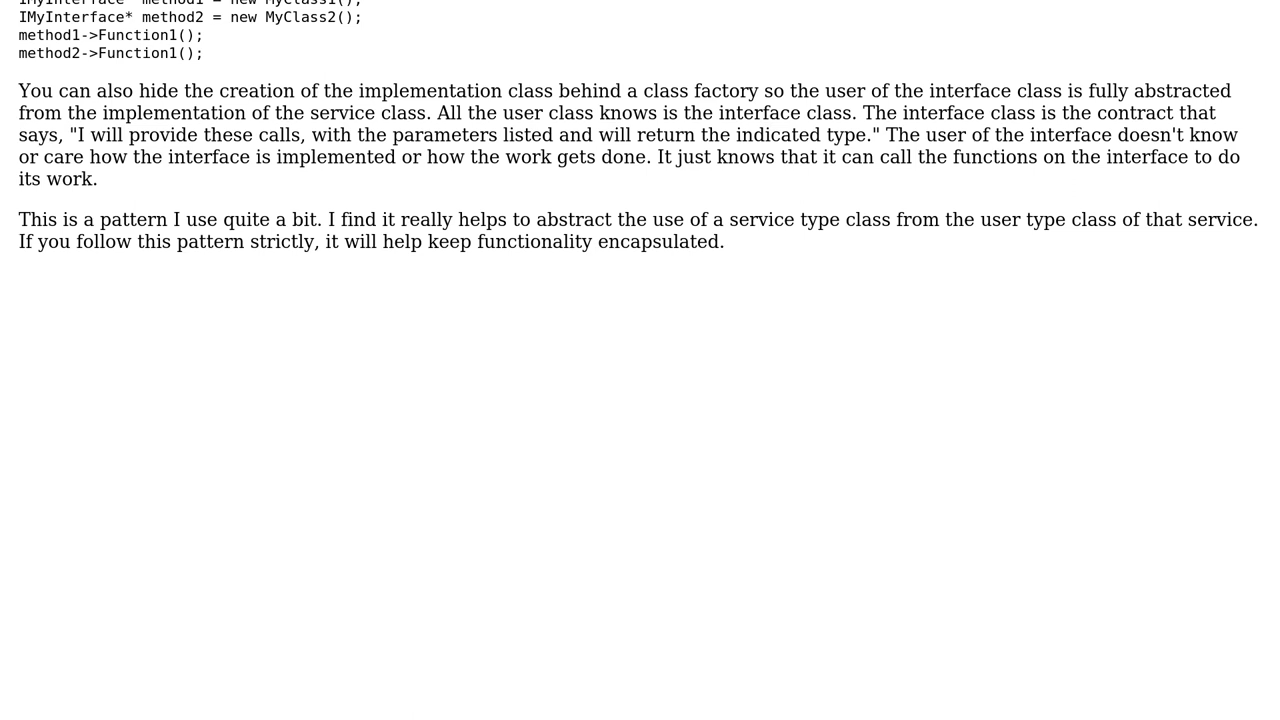 IMyInterface* method1 = new MyClass1();
IMyInterface* method2 = new MyClass2();
method1->Function1();
method2->Function1();
You can also hide the creation of the implementation class behind a class factory so the user of the interface class is fully abstracted
from the implementation of the service class. All the user class knows is the interface class. The interface class is the contract that
says, "I will provide these calls, with the parameters listed and will return the indicated type." The user of the interface doesn't know
or care how the interface is implemented or how the work gets done. It just knows that it can call the functions on the interface to do
its work.
This is a pattern I use quite a bit. I find it really helps to abstract the use of a service type class from the user type class of that service.
If you follow this pattern strictly, it will help keep functionality encapsulated.